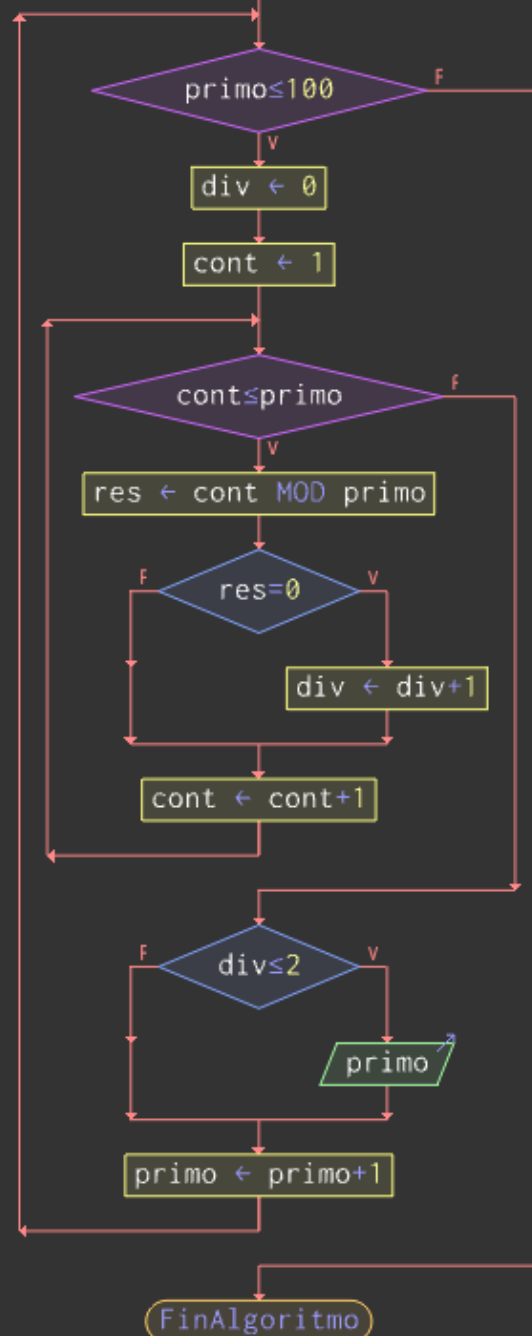 primo≤100
F
V
div ← 0
cont ← 1
cont≤primo
F
V
res ← cont MOD primo
F
res=0
V
div ← div+1
cont ← cont+1
F
div≤2
V
primo
primo ← primo+1
FinAlgoritmo